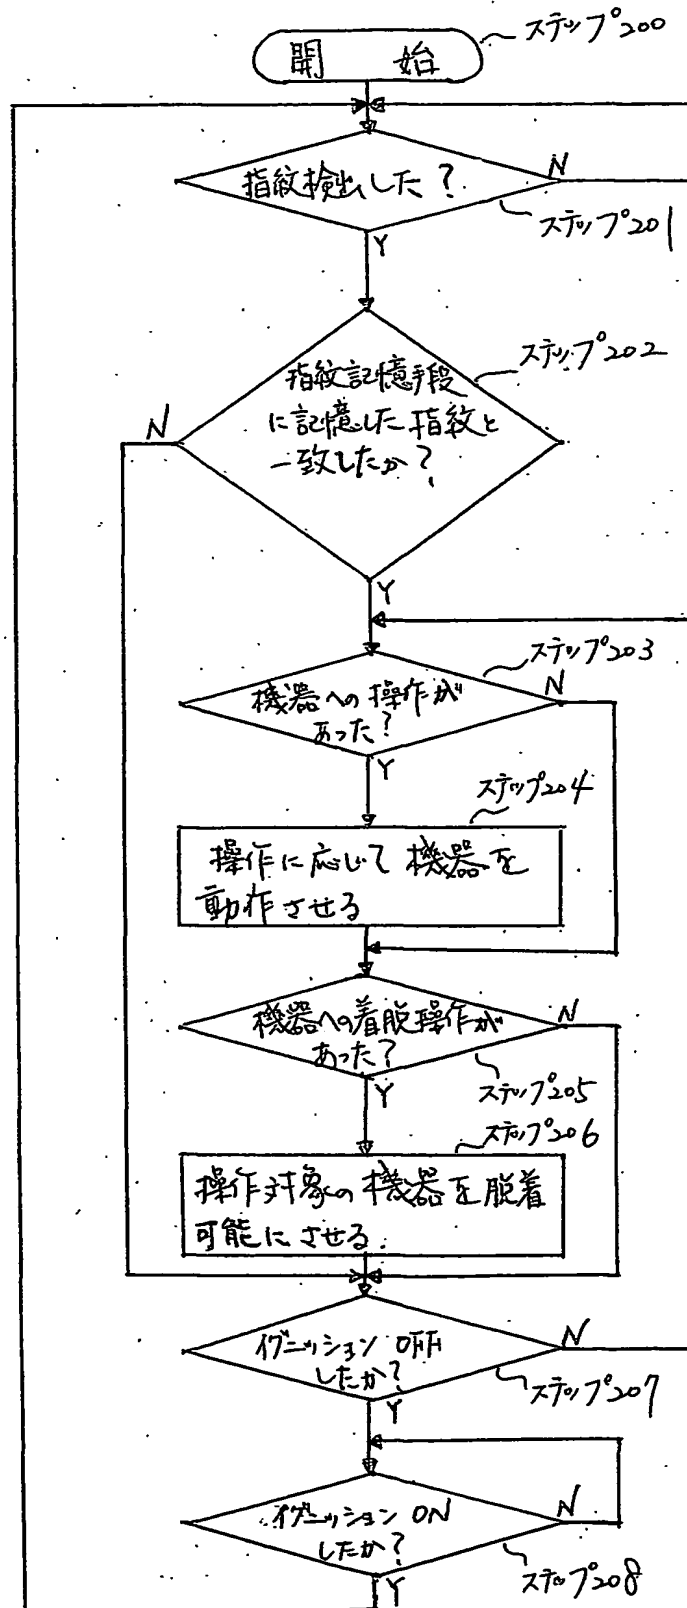 開 始
ステップ200
指紋検出した?
N
ステップ201
Y
ステップ202
指紋記憶手段
に記憶した指紋と
一致したか?
N
Y
ステップ203
機器への操作が
あった?
N
Y
ステップ204
操作に応じて機器を
動作させる
機器への着脱操作が
あった?
N
Y
ステップ205
ステップ206
操作対象の機器を脱着
可能にさせる.
イグニッション OFF
したか?
N
ステップ207
Y
イグニッション ON
したか?
N
ステップ208
Y